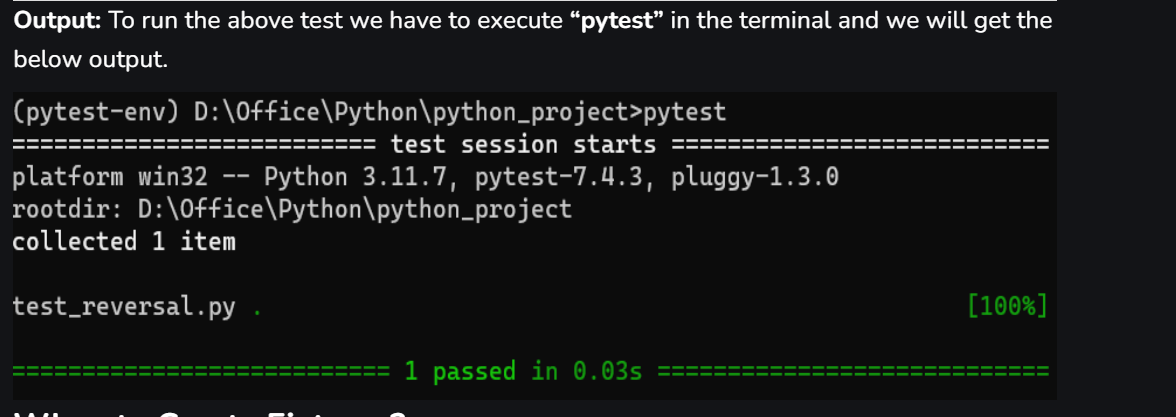 Output: To run the above test we have to execute “pytest” in the terminal and we will get the
below output.
(pytest-env) D:\Office\Python\python_project>pytest
========================== test session starts ===========================
platform win32 -- Python 3.11.7, pytest-7.4.3, pluggy-1.3.0
rootdir: D:\Office\Python\python_project
collected 1 item
test_reversal.py . [100%]
=========================== 1 passed in 0.03s ============================